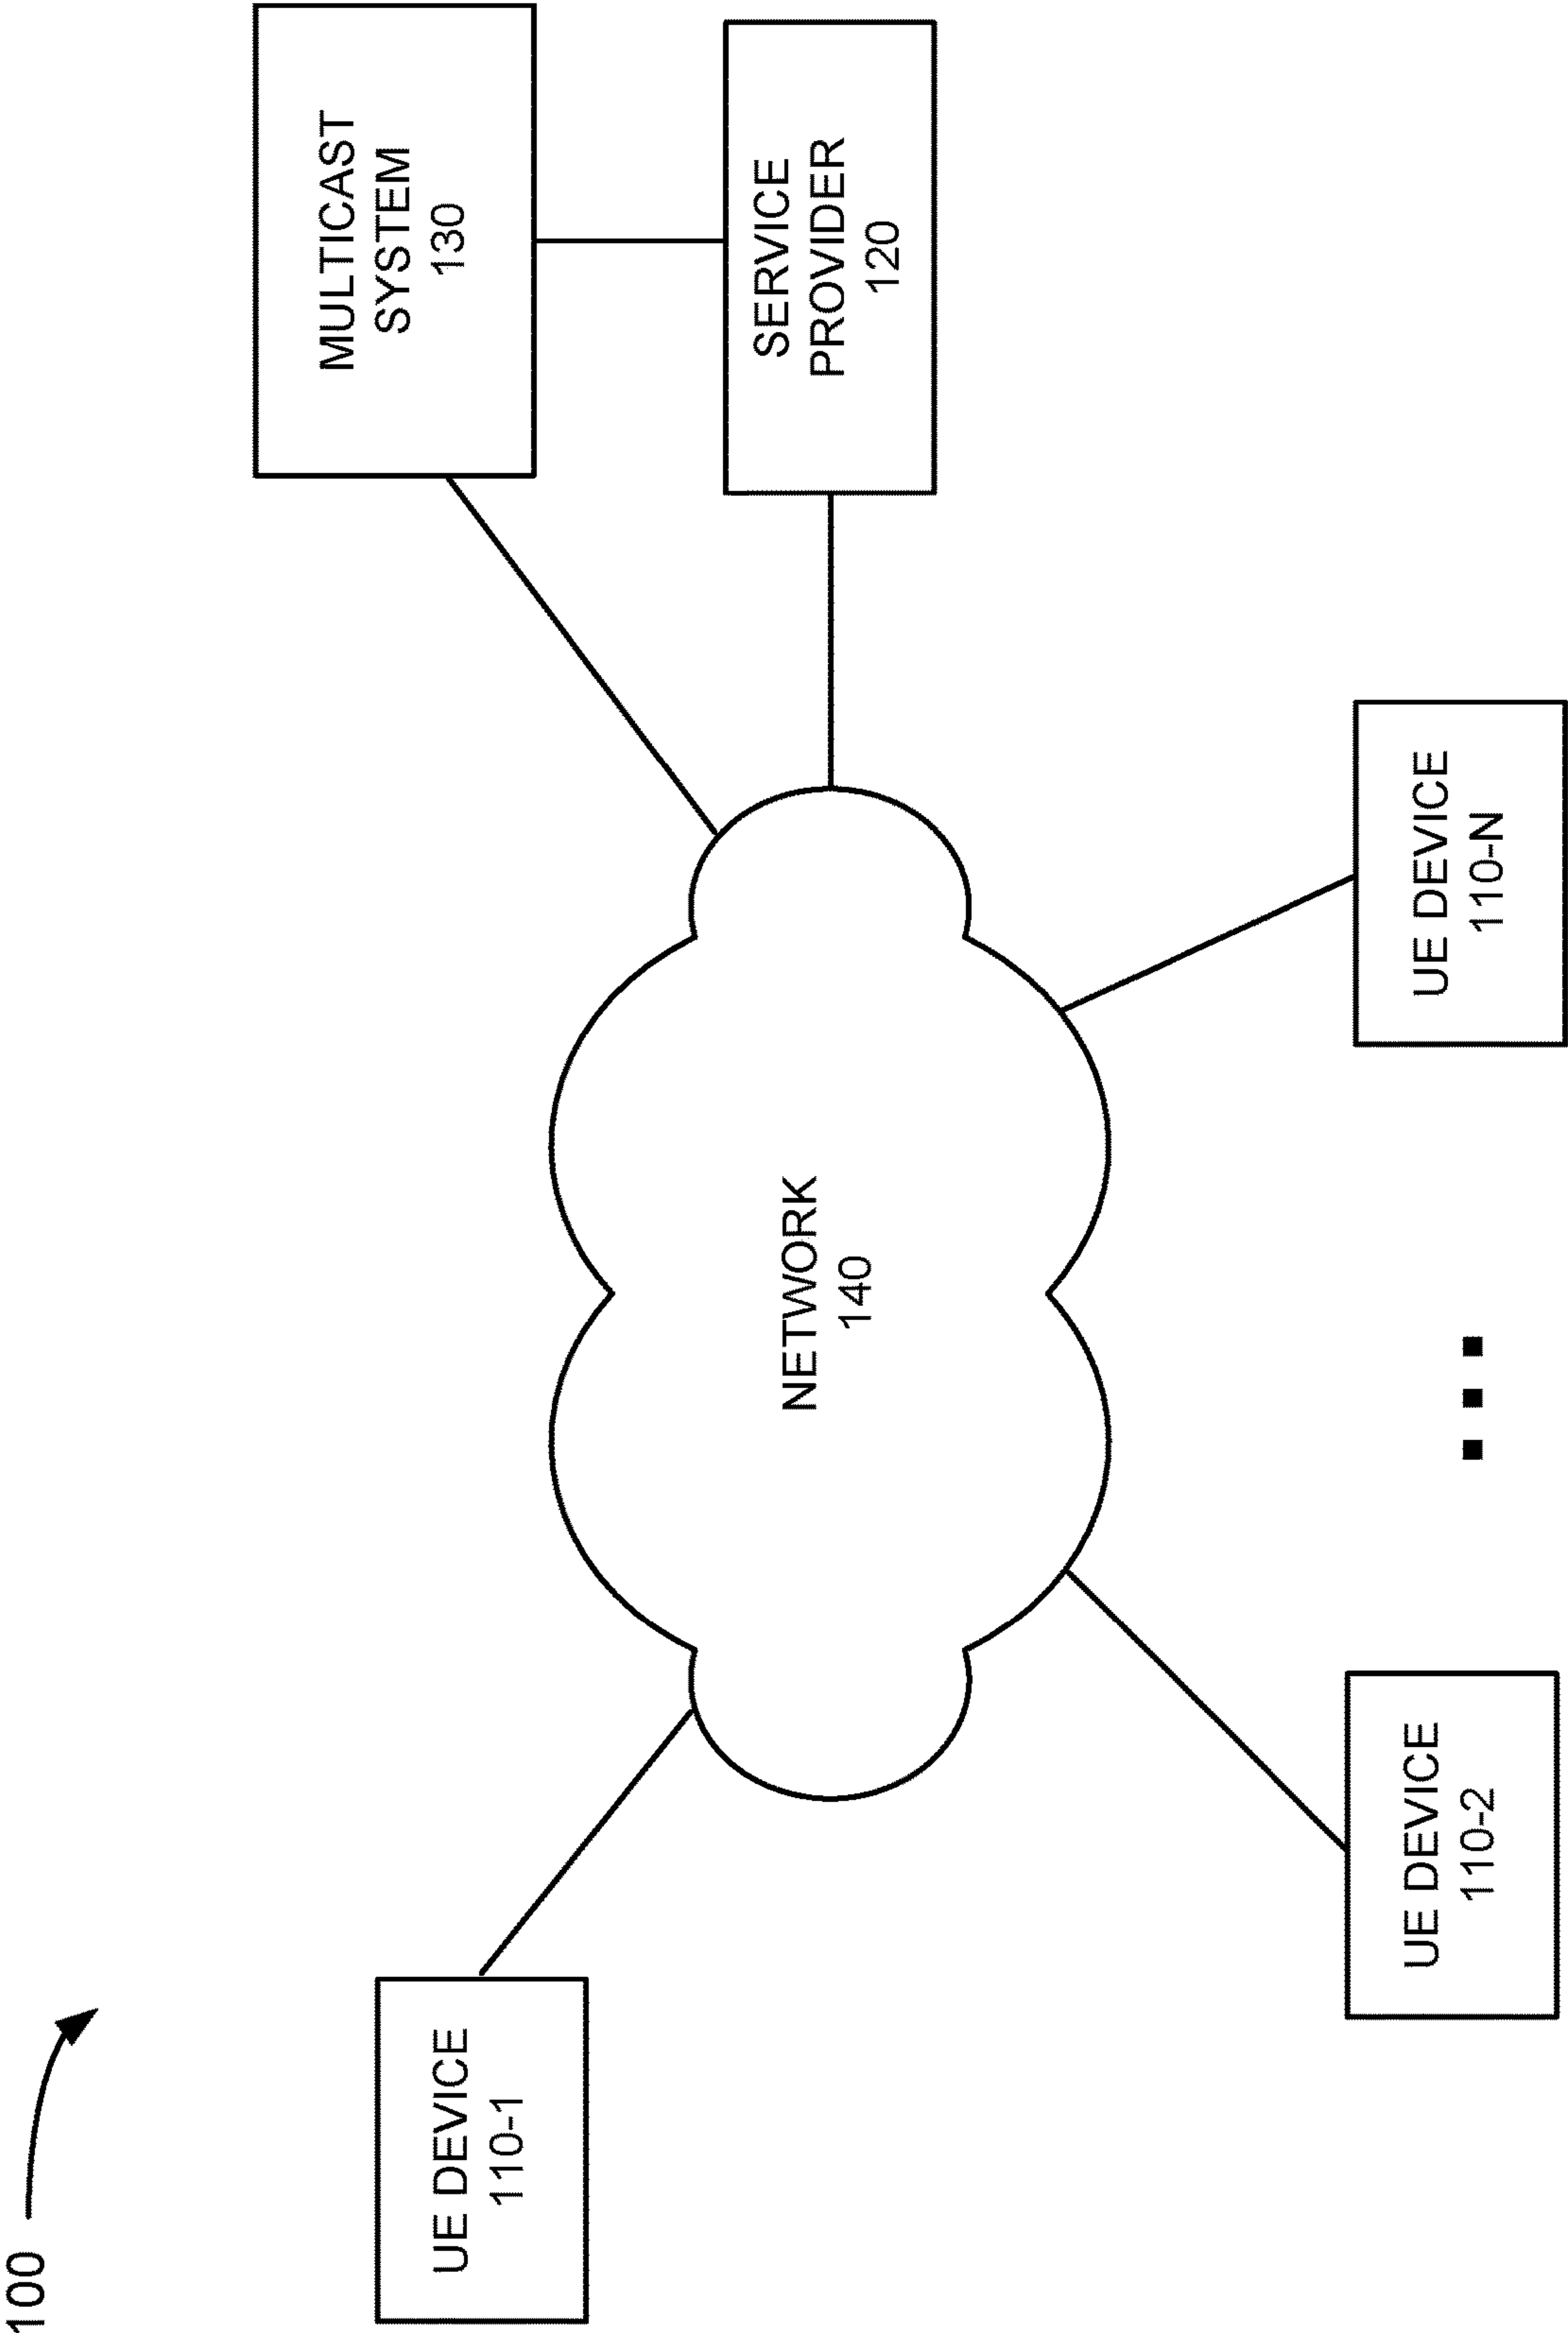 100
UE DEVICE
110-1
NETWORK
140
MULTICAST
SYSTEM
130
SERVICE
PROVIDER
120
UE DEVICE
110-2
UE DEVICE
110-N